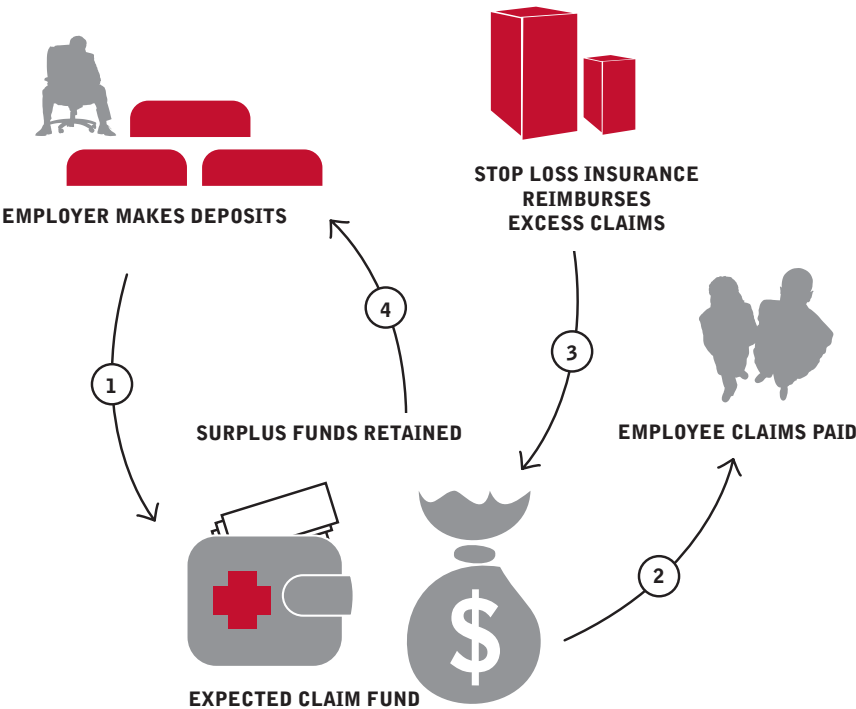 STOP LOSS INSURANCE
REIMBURSES
EXCESS CLAIMS
EMPLOYER MAKES DEPOSITS
4
3
1
SURPLUS FUNDS RETAINED
EMPLOYEE CLAIMS PAID
2
$
EXPECTED CLAIM FUND